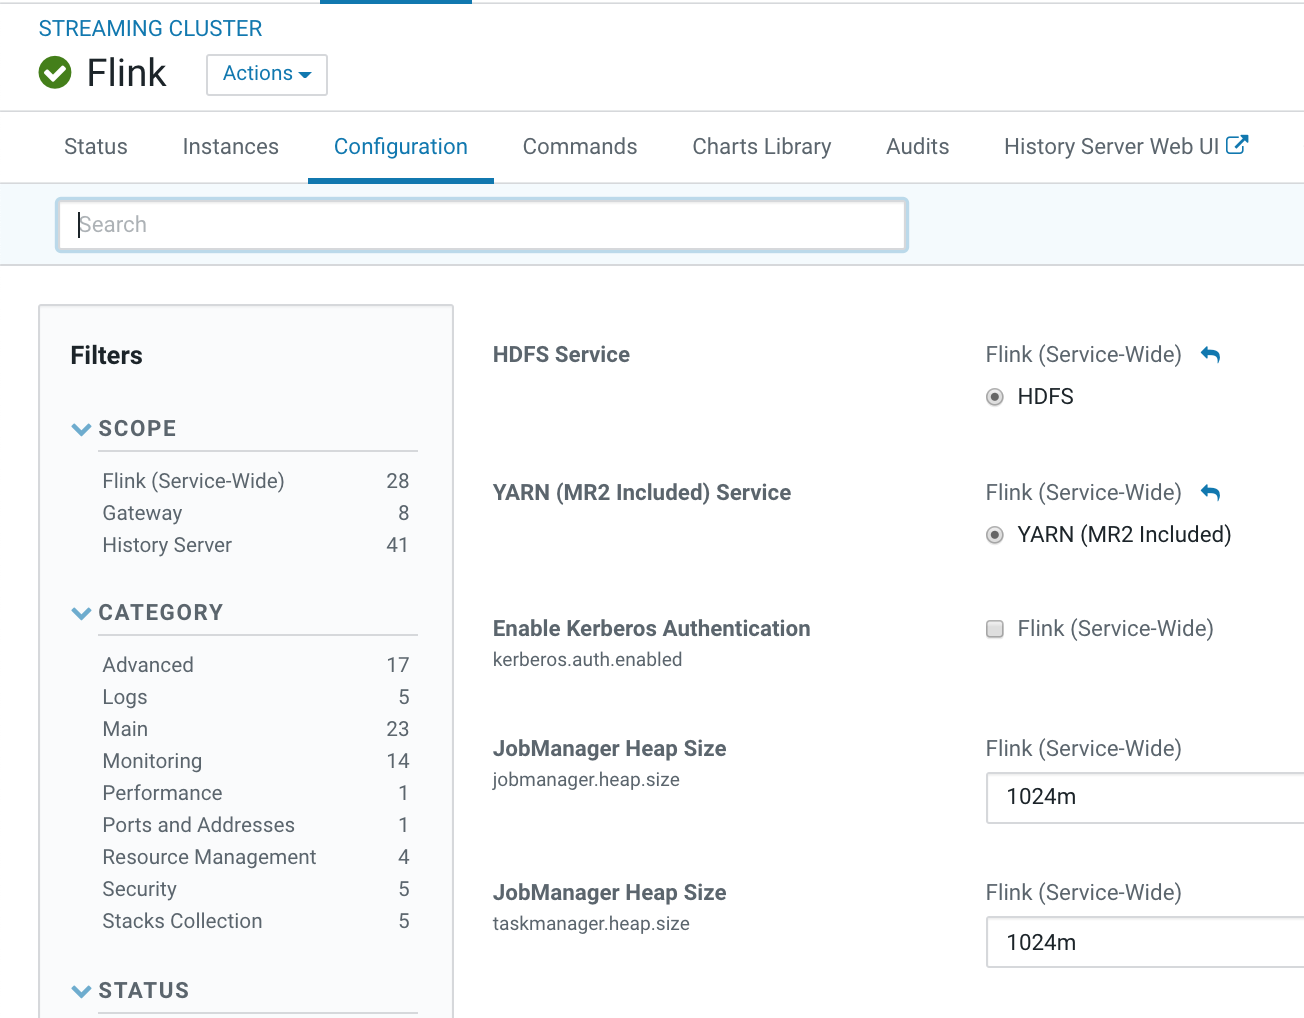 STREAMING CLUSTER
Flink
Actions
Status
Instances
Configuration
Commands
Charts Library
Audits
History Server Web UI
Search
Filters
SCOPE
Flink (Service-Wide) 28
Gateway 8
History Server 41
CATEGORY
Advanced 17
Logs 5
Main 23
Monitoring 14
Performance 1
Ports and Addresses 1
Resource Management 4
Security 5
Stacks Collection 5
STATUS
HDFS Service
Flink (Service-Wide)
HDFS
YARN (MR2 Included) Service
Flink (Service-Wide)
YARN (MR2 Included)
Enable Kerberos Authentication
kerberos.auth.enabled
Flink (Service-Wide)
JobManager Heap Size
jobmanager.heap.size
Flink (Service-Wide)
1024m
JobManager Heap Size
taskmanager.heap.size
Flink (Service-Wide)
1024m